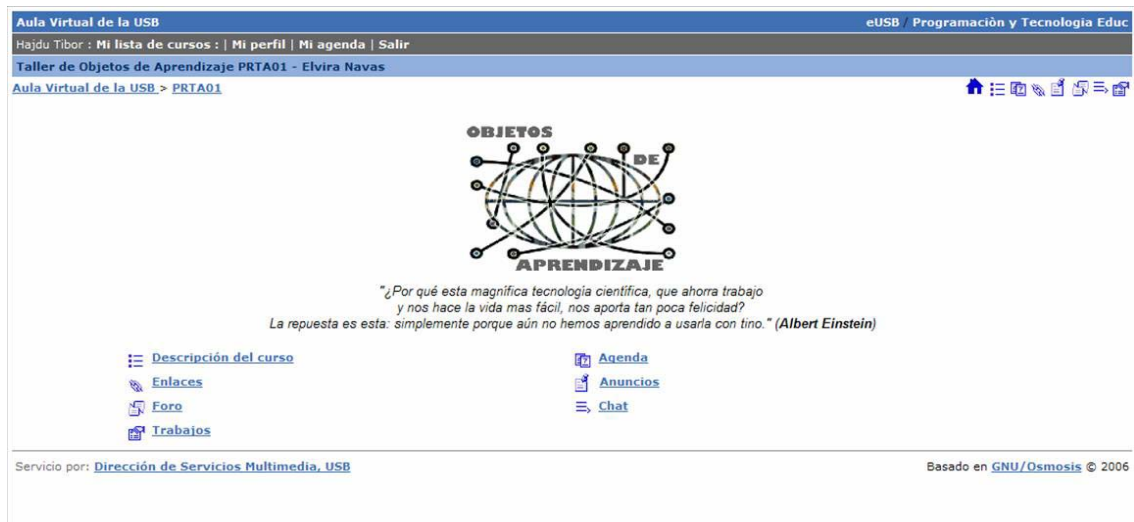 Aula Virtual de la USB eUSB / Programaciòn y Tecnologia Educ
Hajdu Tibor : Mi lista de cursos : | Mi perfil | Mi agenda | Salir
Taller de Objetos de Aprendizaje PRTA01 - Elvira Navas
Aula Virtual de la USB > PRTA01
OBJETOS
DE
APRENDIZAJE
"¿Por qué esta magnífica tecnología científica, que ahorra trabajo
y nos hace la vida mas fácil, nos aporta tan poca felicidad?
La repuesta es esta: simplemente porque aún no hemos aprendido a usarla con tino." (Albert Einstein)
Descripción del curso Agenda
Enlaces Anuncios
Foro Chat
Trabajos
Servicio por: Dirección de Servicios Multimedia, USB Basado en GNU/Osmosis © 2006